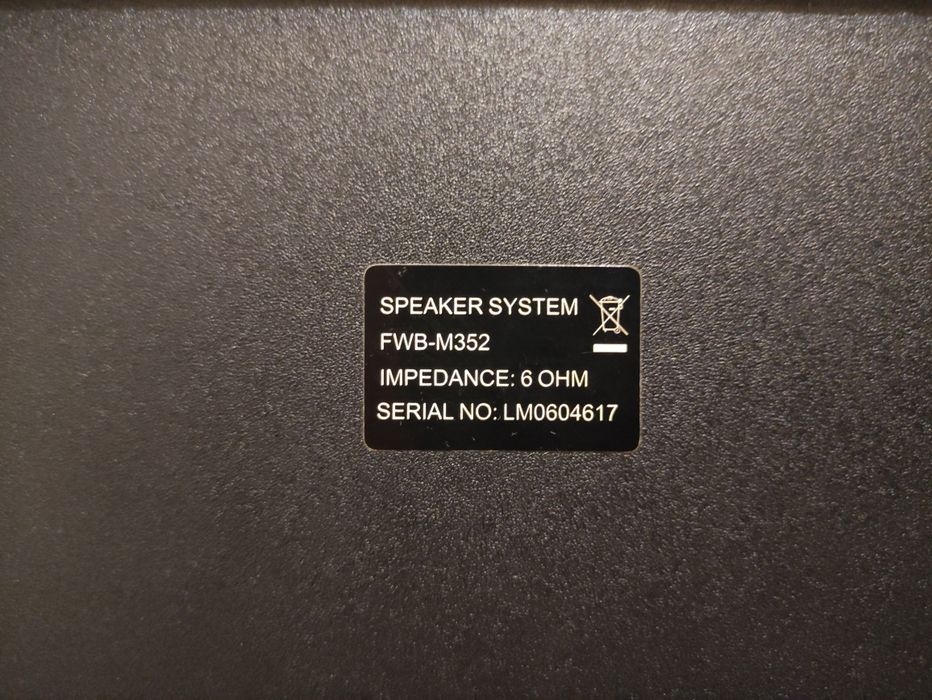 SPEAKER SYSTEM
FWB-M352
IMPEDANCE: 6 OHM
SERIAL NO: LM0604617